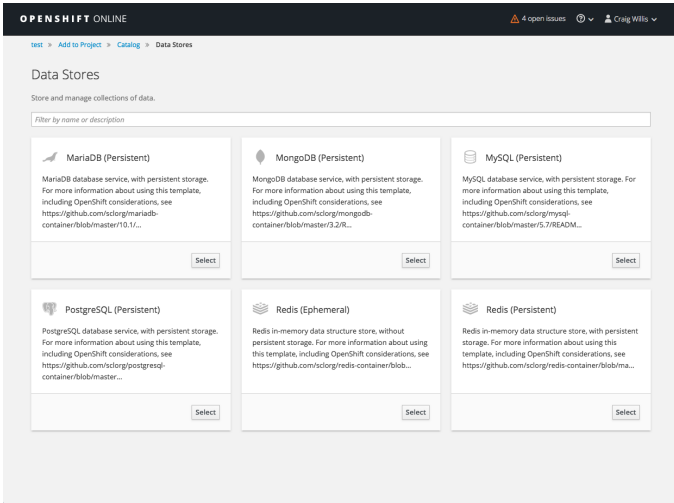 OPENSHIFT ONLINE
4 open issues
Craig Willis
test » Add to Project » Catalog » Data Stores
Data Stores
Store and manage collections of data.
Filter by name or description
MariaDB (Persistent)
MariaDB database service, with persistent storage.
For more information about using this template,
including OpenShift considerations, see
https://github.com/sclorg/mariadb-
container/blob/master/10.1/...
Select
MongoDB (Persistent)
MongoDB database service, with persistent storage.
For more information about using this template,
including OpenShift considerations, see
https://github.com/sclorg/mongodb-
container/blob/master/3.2/R...
Select
MySQL (Persistent)
MySQL database service, with persistent storage. For
more information about using this template,
including OpenShift considerations, see
https://github.com/sclorg/mysql-
container/blob/master/5.7/READM...
Select
PostgreSQL (Persistent)
PostgreSQL database service, with persistent storage.
For more information about using this template,
including OpenShift considerations, see
https://github.com/sclorg/postgresql-
container/blob/master...
Select
Redis (Ephemeral)
Redis in-memory data structure store, without
persistent storage. For more information about using
this template, including OpenShift considerations, see
https://github.com/sclorg/redis-container/blob...
Select
Redis (Persistent)
Redis in-memory data structure store, with persistent
storage. For more information about using this
template, including OpenShift considerations, see
https://github.com/sclorg/redis-container/blob/ma...
Select